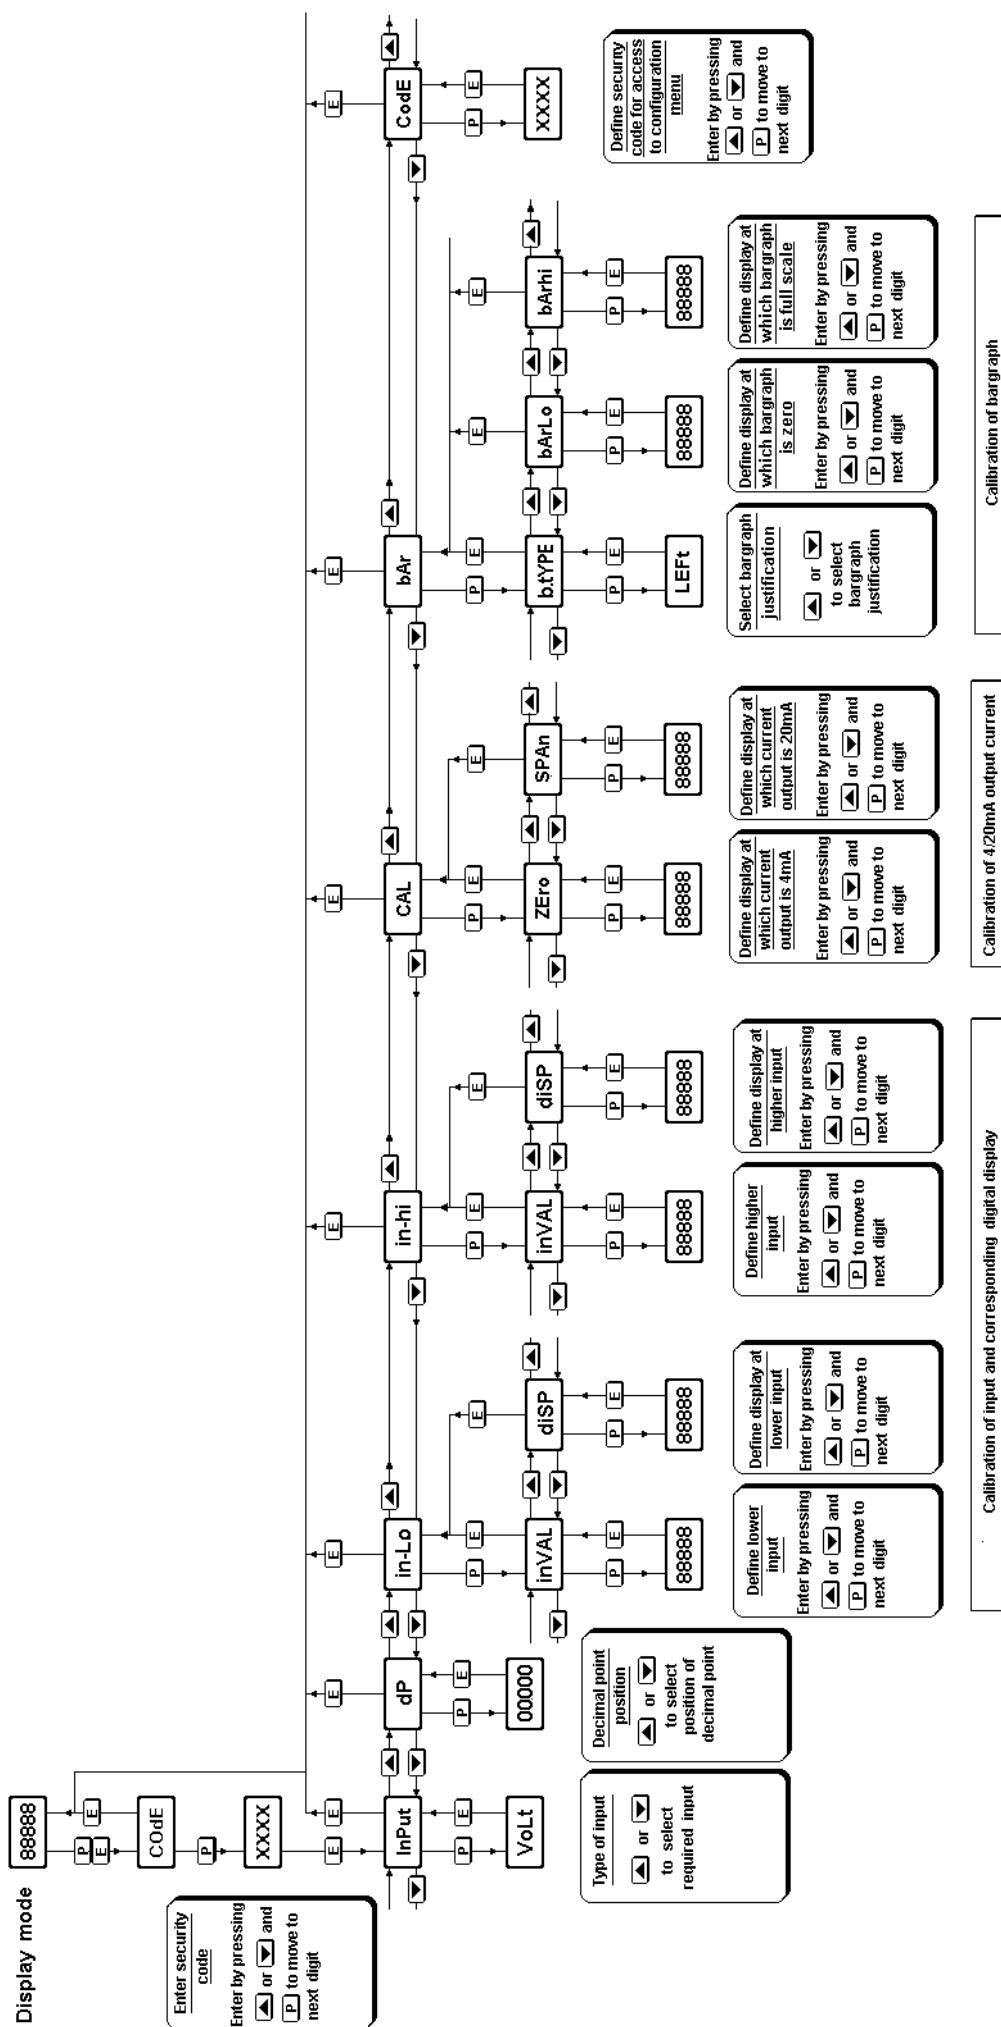 Display mode
88888
P
E
E
COdE
P
XXXX
E
Enter security
code
Enter by pressing
or and
P to move to
next digit
E
E
E
E
E
E
E
InPut
dP
in-Lo
in-hi
CAL
bAr
CodE
P
E
VoLt
P
E
00000
P
E
E
P
E
E
P
E
E
P
E
E
E
P
E
XXXX
inVAL
diSP
inVAL
diSP
ZEro
SPAn
b.tYPE
bArLo
bArhi
P
E
P
E
P
E
P
E
P
E
P
E
P
E
P
E
P
E
88888
88888
88888
88888
88888
88888
LEFt
88888
88888
Type of input
or
to select
required input
Decimal point
position
or
to select
position of
decimal point
Define lower
input
Enter by pressing
or and
P to move to
next digit
Define display at
lower input
Enter by pressing
or and
P to move to
next digit
Define higher
input
Enter by pressing
or and
P to move to
next digit
Define display at
higher input
Enter by pressing
or and
P to move to
next digit
Define display at
which current
output is 4mA
Enter by pressing
or and
P to move to
next digit
Define display at
which current
output is 20mA
Enter by pressing
or and
P to move to
next digit
Select bargraph
justification
or
to select
bargraph
justification
Define display at
which bargraph
is zero
Enter by pressing
or and
P to move to
next digit
Define display at
which bargraph
is full scale
Enter by pressing
or and
P to move to
next digit
Define security
code for access
to configuration
menu
Enter by pressing
or and
P to move to
next digit
Calibration of input and corresponding digital display
Calibration of 4/20mA output current
Calibration of bargraph